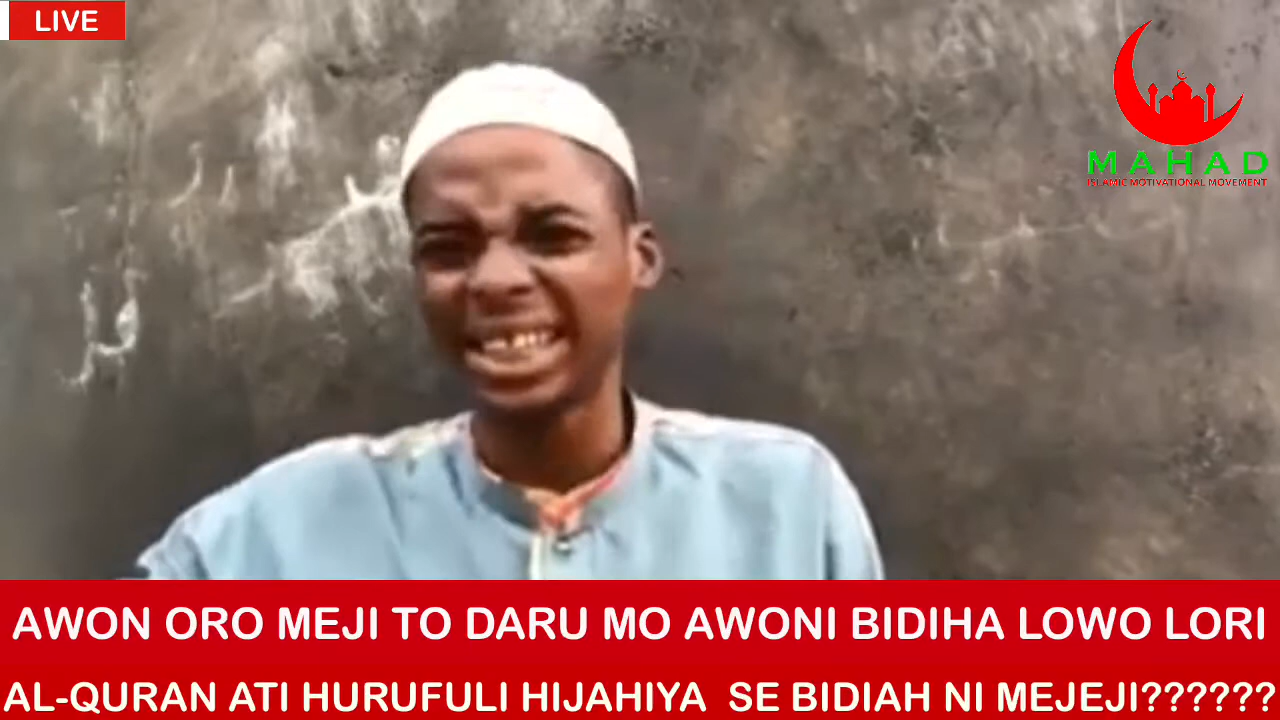 LIVE
MAHAD
ISLAMIC MOTIVATIONAL MOVEMENT
AWON ORO MEJI TO DARU MO AWONI BIDIHA LOWO LORI
AL-QURAN ATI HURUFULI HIJAHIYA SE BIDIAH NI MEJEJI??????